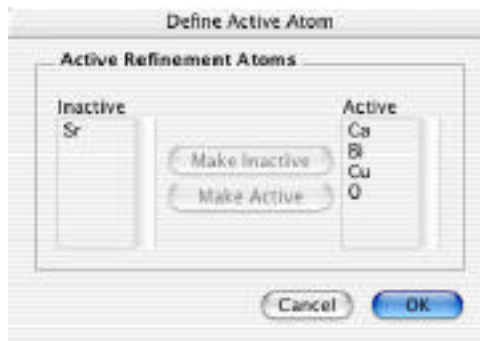 Define Active Atom
Active Refinement Atoms
Inactive
Sr
Make Inactive
Make Active
Active
Ca
Bi
Cu
O
Cancel
OK